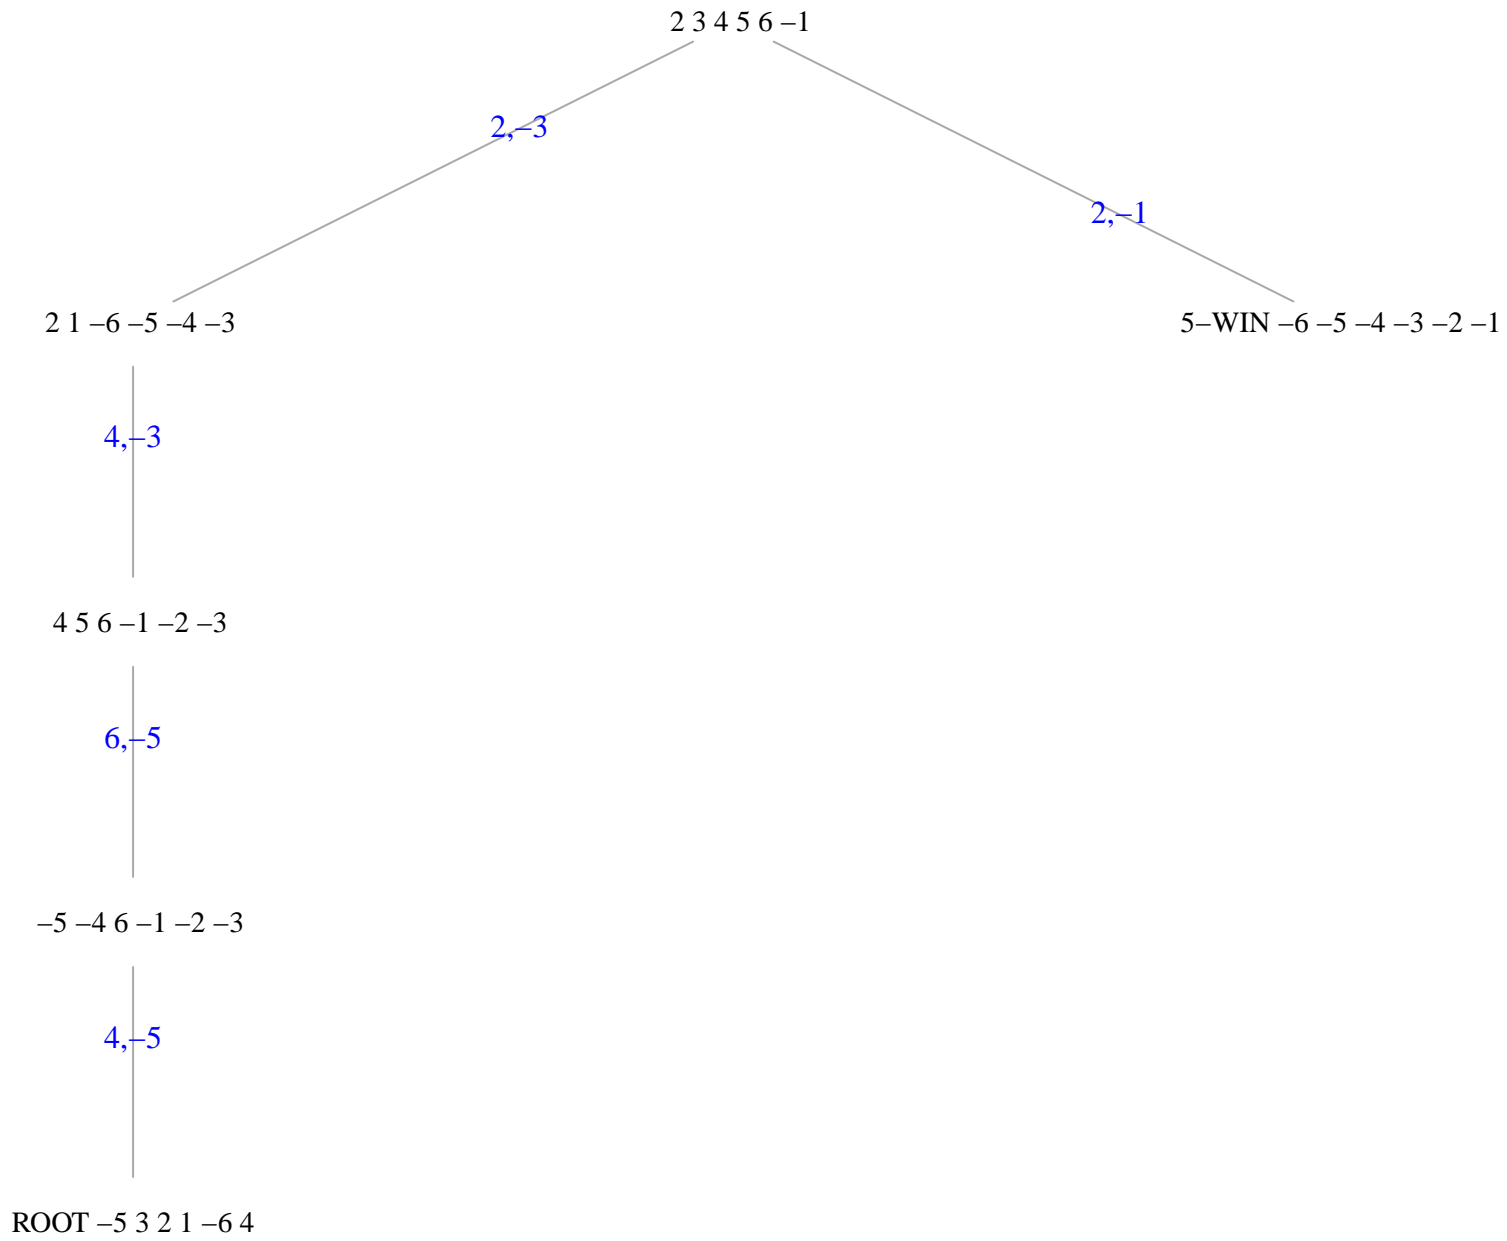 2 3 4 5 6 –1
2,–3
2,–1
2 1 –6 –5 –4 –3
5–WIN –6 –5 –4 –3 –2 –1
4,–3
4 5 6 –1 –2 –3
6,–5
–5 –4 6 –1 –2 –3
4,–5
ROOT –5 3 2 1 –6 4